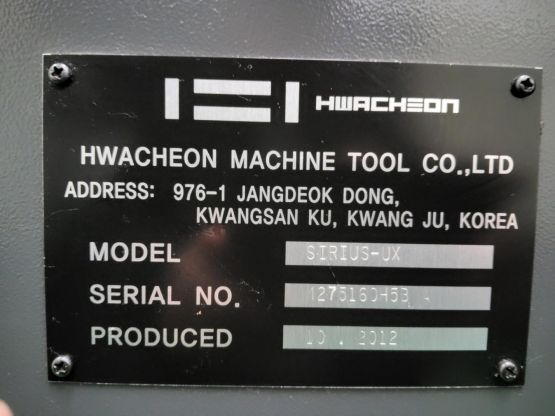 HWACHEON
HWACHEON MACHINE TOOL CO.,LTD
ADDRESS: 976-1 JANGDEOK DONG,
KWANGSAN KU, KWANG JU, KOREA
MODEL SIRIUS-UX
SERIAL NO.
PRODUCED 10 . 2012